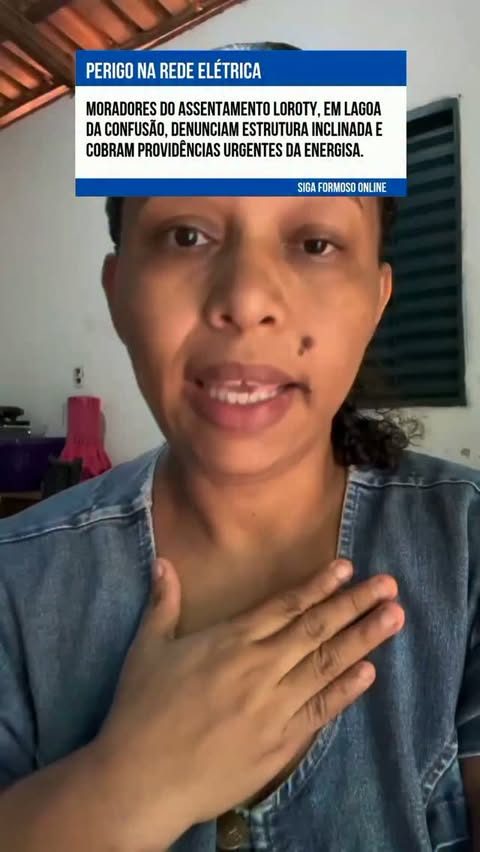 PERIGO NA REDE ELÉTRICA
MORADORES DO ASSENTAMENTO LOROTY, EM LAGOA
DA CONFUSÃO, DENUNCIAM ESTRUTURA INCLINADA E
COBRAM PROVIDÊNCIAS URGENTES DA ENERGISA.
SIGA FORMOSO ONLINE